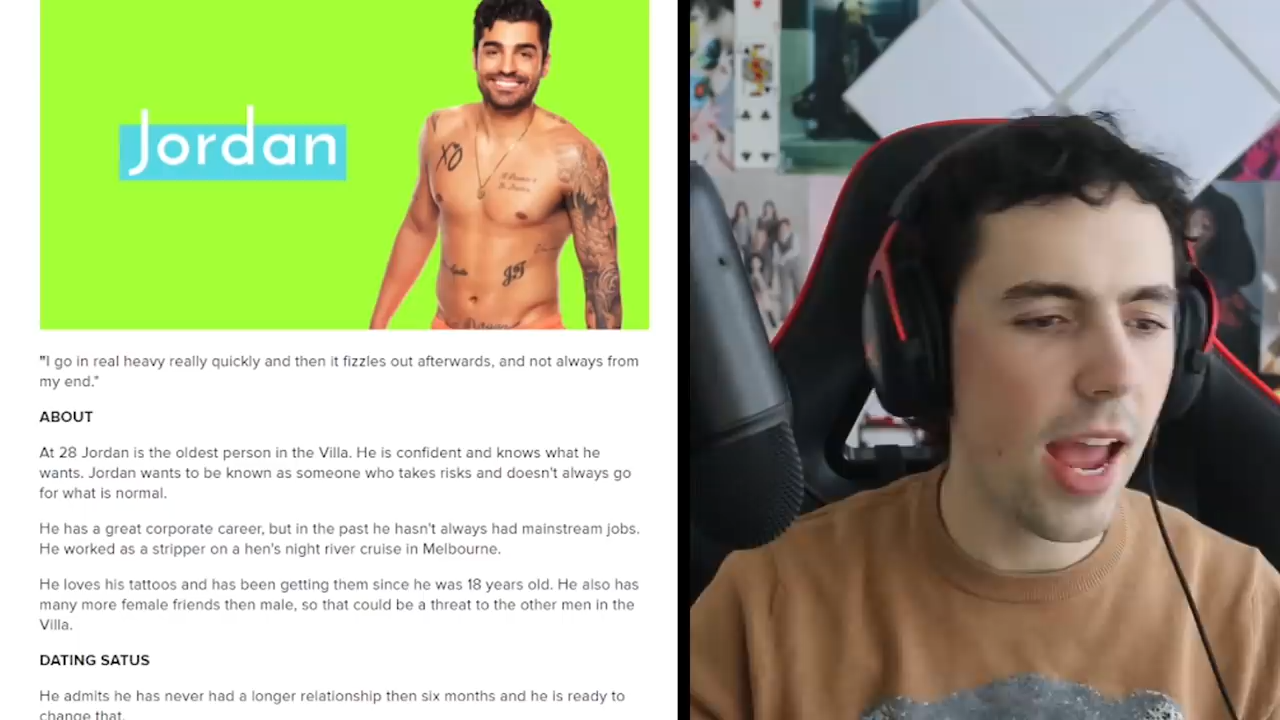 Jordan
XO
JT
"I go in real heavy really quickly and then it fizzles out afterwards, and not always from
my end."
ABOUT
At 28 Jordan is the oldest person in the Villa. He is confident and knows what he
wants. Jordan wants to be known as someone who takes risks and doesn't always go
for what is normal.
He has a great corporate career, but in the past he hasn't always had mainstream jobs.
He worked as a stripper on a hen's night river cruise in Melbourne.
He loves his tattoos and has been getting them since he was 18 years old. He also has
many more female friends then male, so that could be a threat to the other men in the
Villa.
DATING SATUS
He admits he has never had a longer relationship then six months and he is ready to
change that.